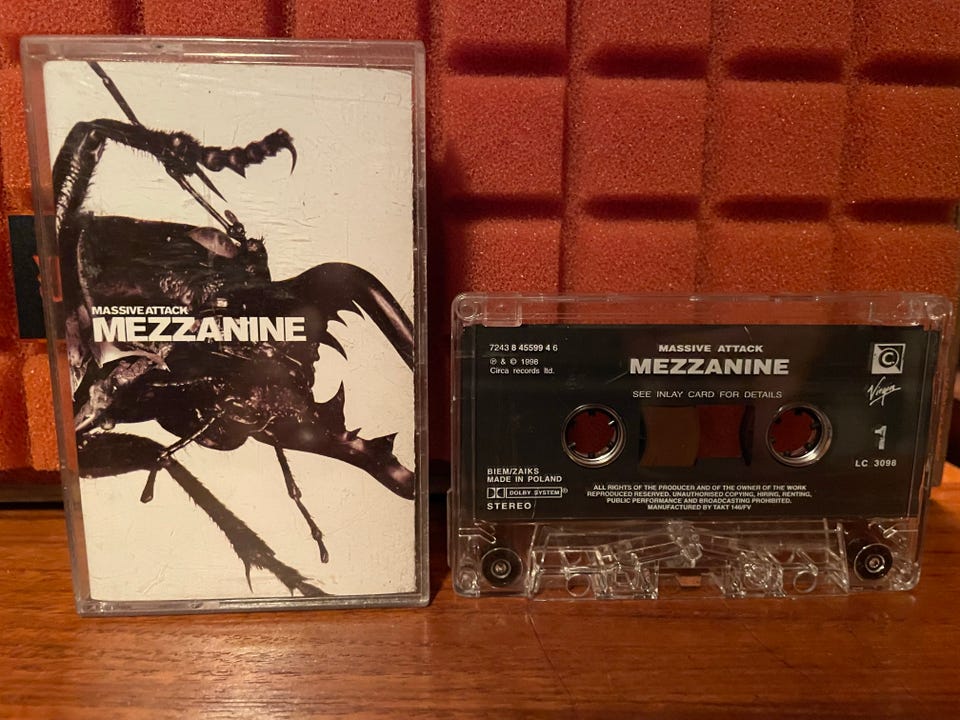 MASSIVE ATTACK
MEZZANINE
7243 8 45599 4 6
℗ & © 1998
Circa records ltd.
MASSIVE ATTACK
MEZZANINE
SEE INLAY CARD FOR DETAILS
C
Virgin
1
LC 3098
BIEM/ZAIKS
MADE IN POLAND
DOLBY SYSTEM®
STEREO
ALL RIGHTS OF THE PRODUCER AND OF THE OWNER OF THE WORK
REPRODUCED RESERVED. UNAUTHORISED COPYING, HIRING, RENTING,
PUBLIC PERFORMANCE AND BROADCASTING PROHIBITED.
MANUFACTURED BY TAKT 146/FV